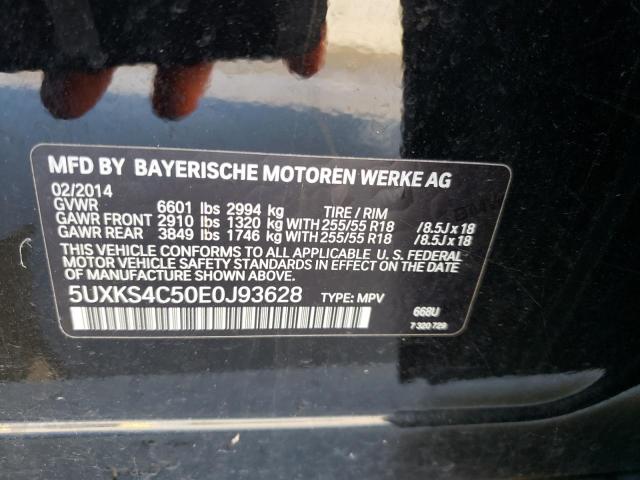 MFD BY BAYERISCHE MOTOREN WERKE AG
02/2014
GVWR 6601 lbs 2994 kg TIRE / RIM
GAWR FRONT 2910 lbs 1320 kg WITH 255/55 R18 /8.5J x 18
GAWR REAR 3849 lbs 1746 kg WITH 255/55 R18 /8.5J x 18
THIS VEHICLE CONFORMS TO ALL APPLICABLE U. S. FEDERAL
MOTOR VEHICLE SAFETY STANDARDS IN EFFECT ON THE DATE
OF MANUFACTURE SHOWN ABOVE.
5UXKS4C50E0J93628 TYPE: MPV
668U
7 320 729